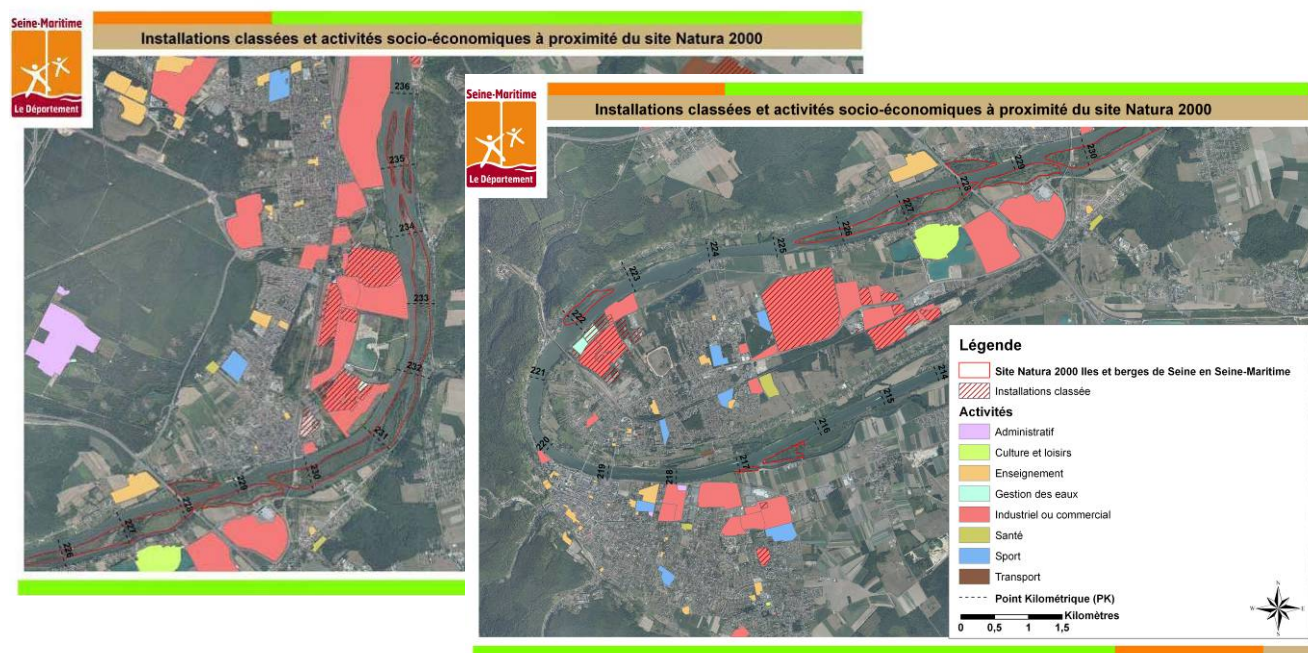 Seine-Maritime
Le Département
Installations classées et activités socio-économiques à proximité du site Natura 2000
236
235
234
233
232
231
230
229
228
227
226
Seine-Maritime
Le Département
Installations classées et activités socio-économiques à proximité du site Natura 2000
230
229
228
227
226
225
224
223
222
221
220
219
218
217
216
215
214
Légende
Site Natura 2000 Iles et berges de Seine en Seine-Maritime
Installations classée
Activités
Administratif
Culture et loisirs
Enseignement
Gestion des eaux
Industriel ou commercial
Santé
Sport
Transport
Point Kilométrique (PK)
Kilomètres
0 0,5 1 1,5
N
W E
S